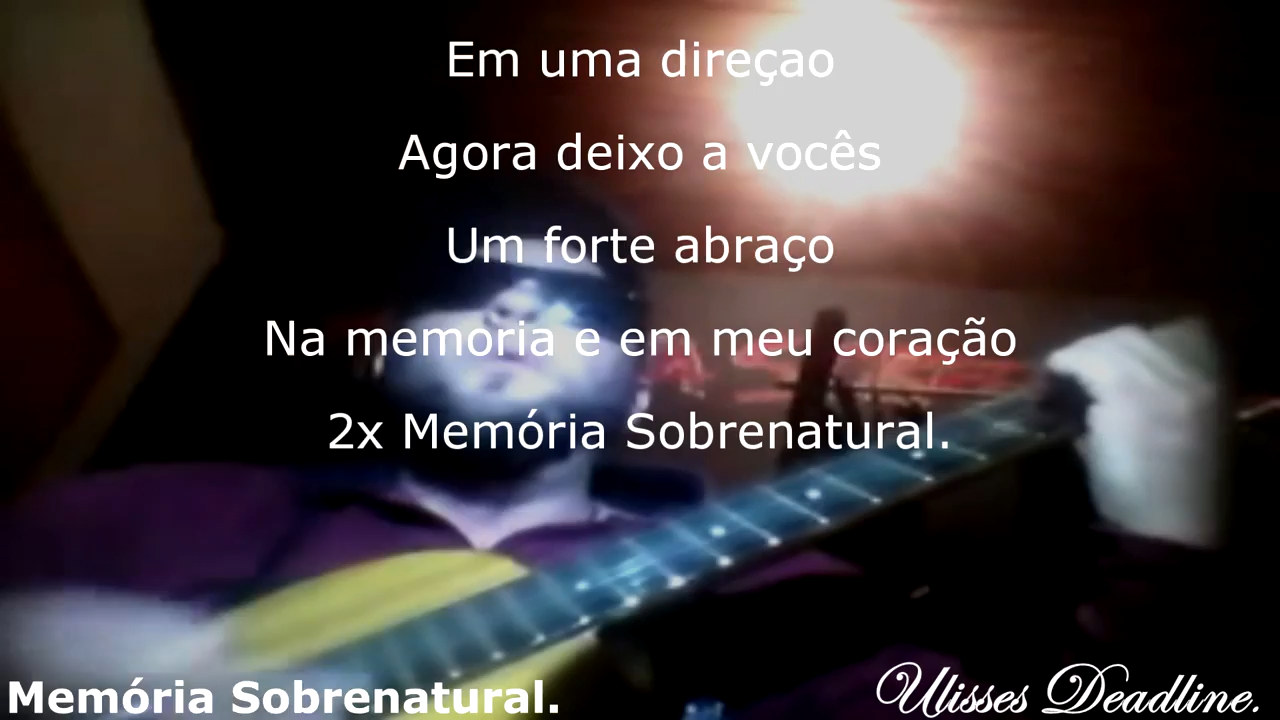 Em uma direçao
Agora deixo a vocês
Um forte abraço
Na memoria e em meu coração
2x Memória Sobrenatural.
Memória Sobrenatural.
Ulisses Deadline.